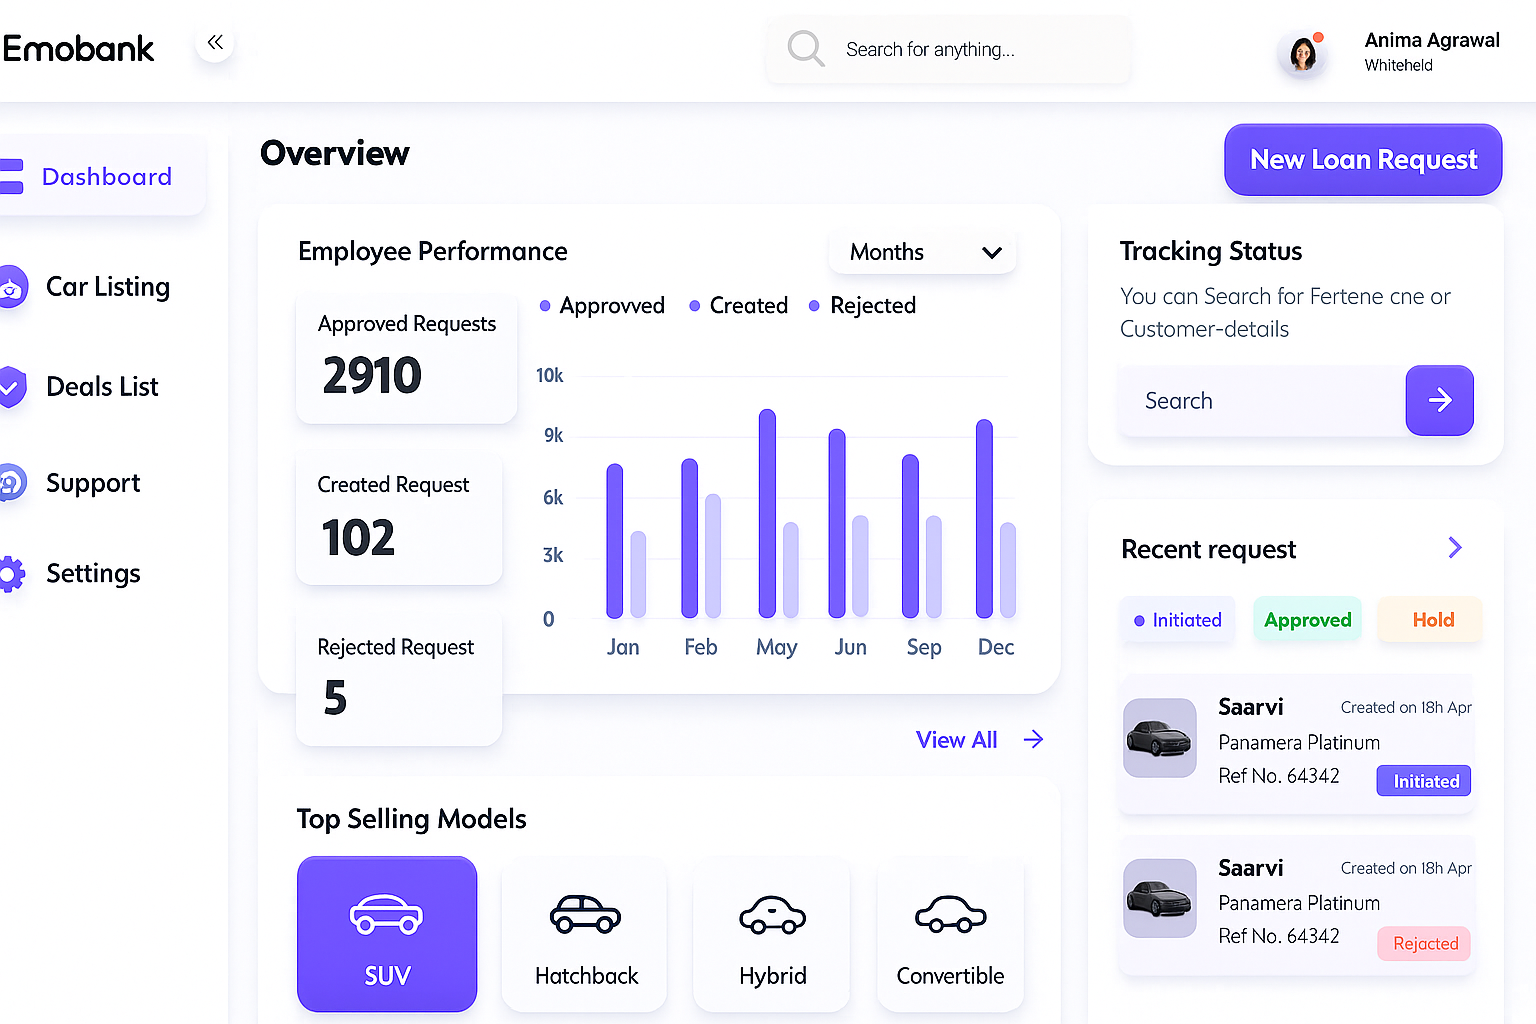 Emobank
Search for anything...
Anima Agrawal
Whiteheld
Dashboard
Car Listing
Deals List
Support
Settings
Overview
New Loan Request
Employee Performance
Months
Approved Requests
2910
Created Request
102
Rejected Request
5
Approvved
Created
Rejected
10k
9k
6k
3k
0
Jan
Feb
May
Jun
Sep
Dec
View All
Top Selling Models
SUV
Hatchback
Hybrid
Convertible
Tracking Status
You can Search for Fertene cne or
Customer-details
Search
Recent request
Initiated
Approved
Hold
Saarvi
Created on 18h Apr
Panamera Platinum
Ref No. 64342
Initiated
Saarvi
Created on 18h Apr
Panamera Platinum
Ref No. 64342
Rejacted